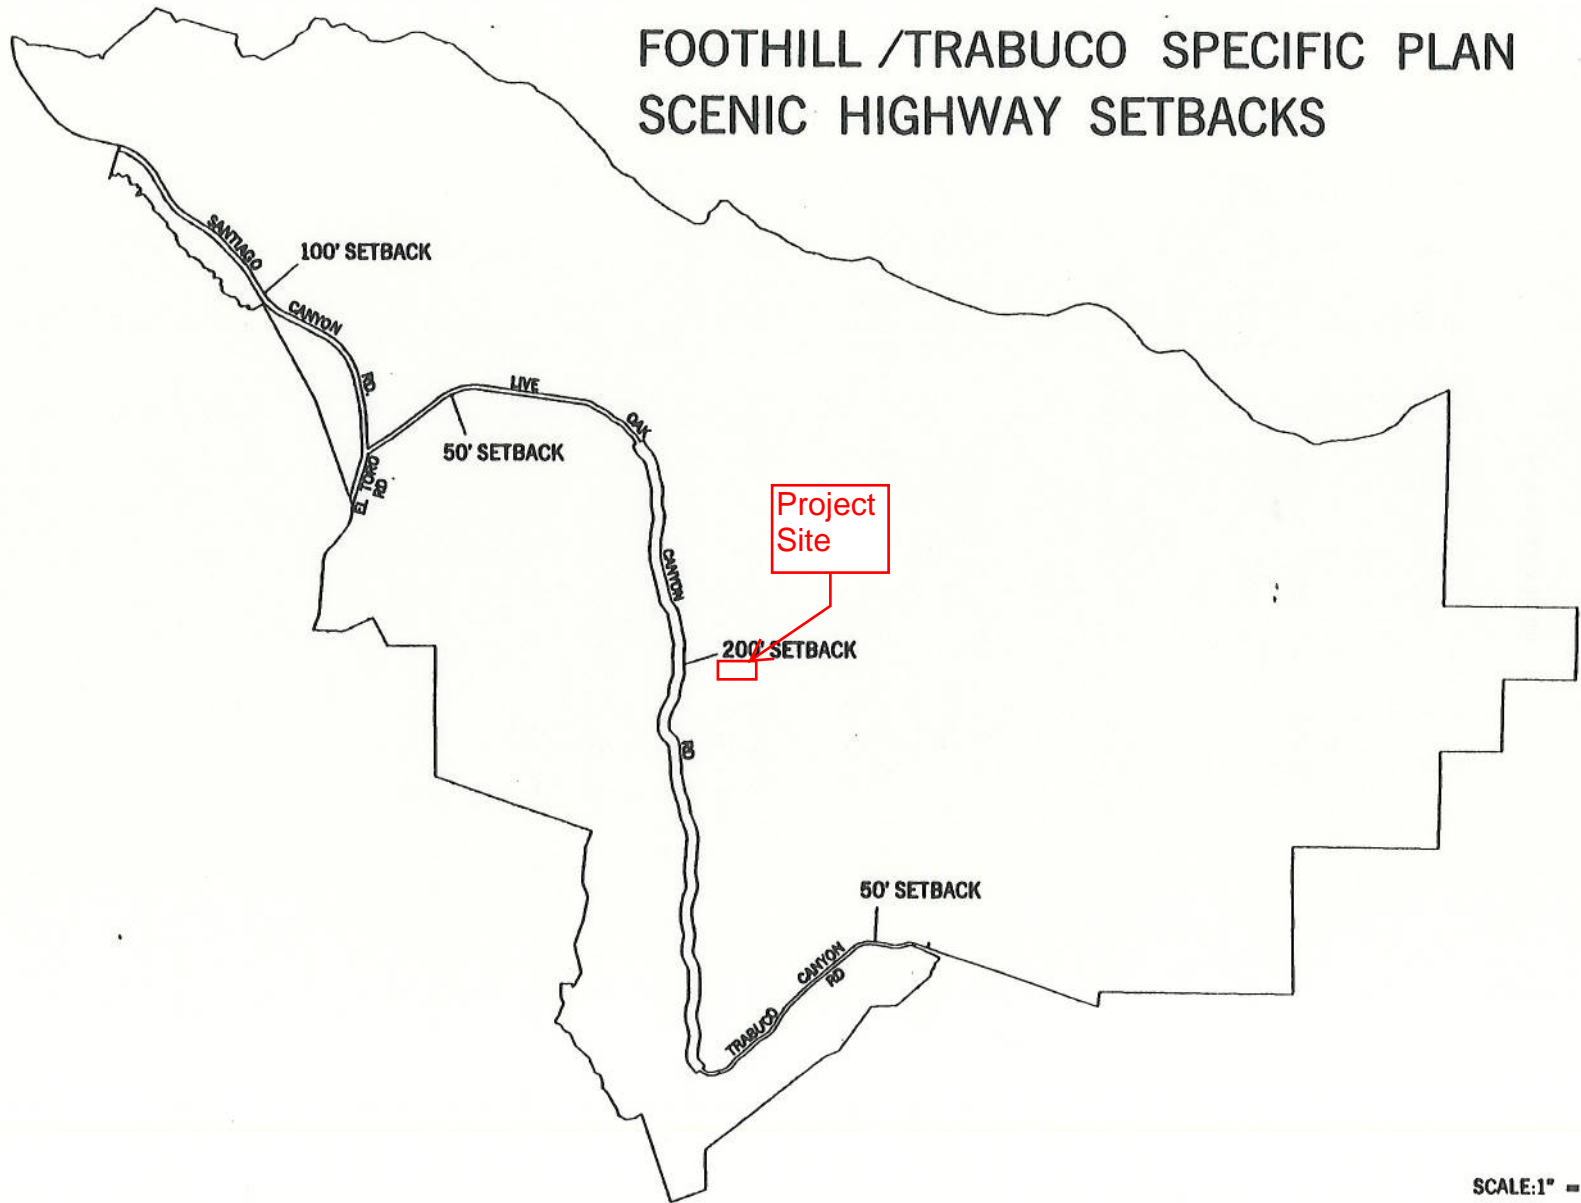 FOOTHILL /TRABUCO SPECIFIC PLAN
SCENIC HIGHWAY SETBACKS
SANTIAGO
100' SETBACK
CANYON
RD.
LIVE
OAK
50' SETBACK
EL TORO
RD
Project
Site
CANYON
200' SETBACK
RD
50' SETBACK
CANYON
RD
TRABUCO
SCALE:1" =